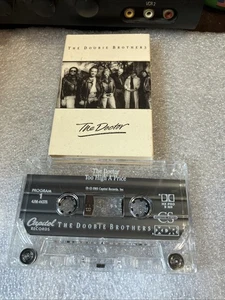 THE DOOBIE BROTHERS
The Doctor
The Doctor
Too High A Price
PROGRAM
1
Capitol
RECORDS
THE DOOBIE BROTHERS
XDR